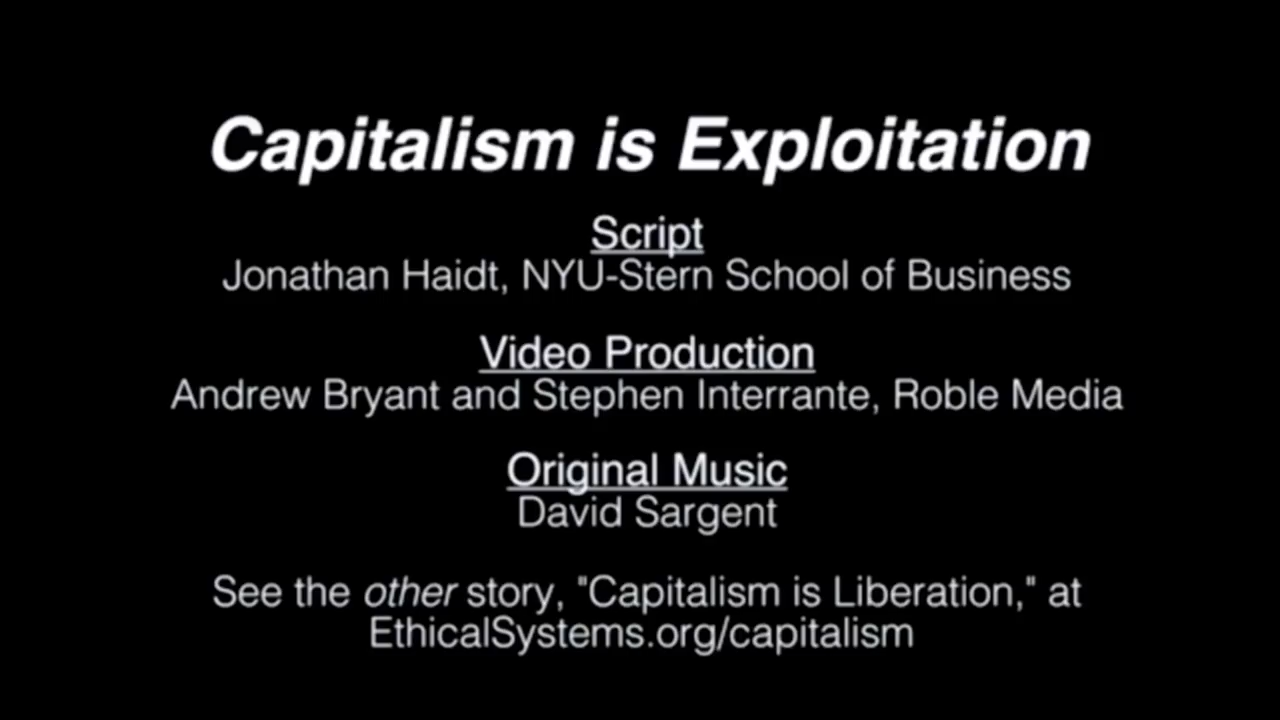 Capitalism is Exploitation
Script
Jonathan Haidt, NYU-Stern School of Business
Video Production
Andrew Bryant and Stephen Interrante, Roble Media
Original Music
David Sargent
See the other story, "Capitalism is Liberation," at
EthicalSystems.org/capitalism